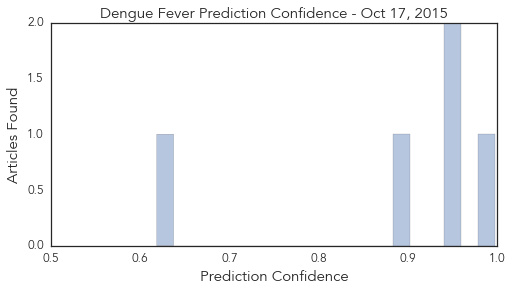 Dengue Fever Prediction Confidence - Oct 17, 2015
2.0
1.5
Articles Found
1.0
0.5
0.0
0.5 0.6 0.7 0.8 0.9 1.0
Prediction Confidence